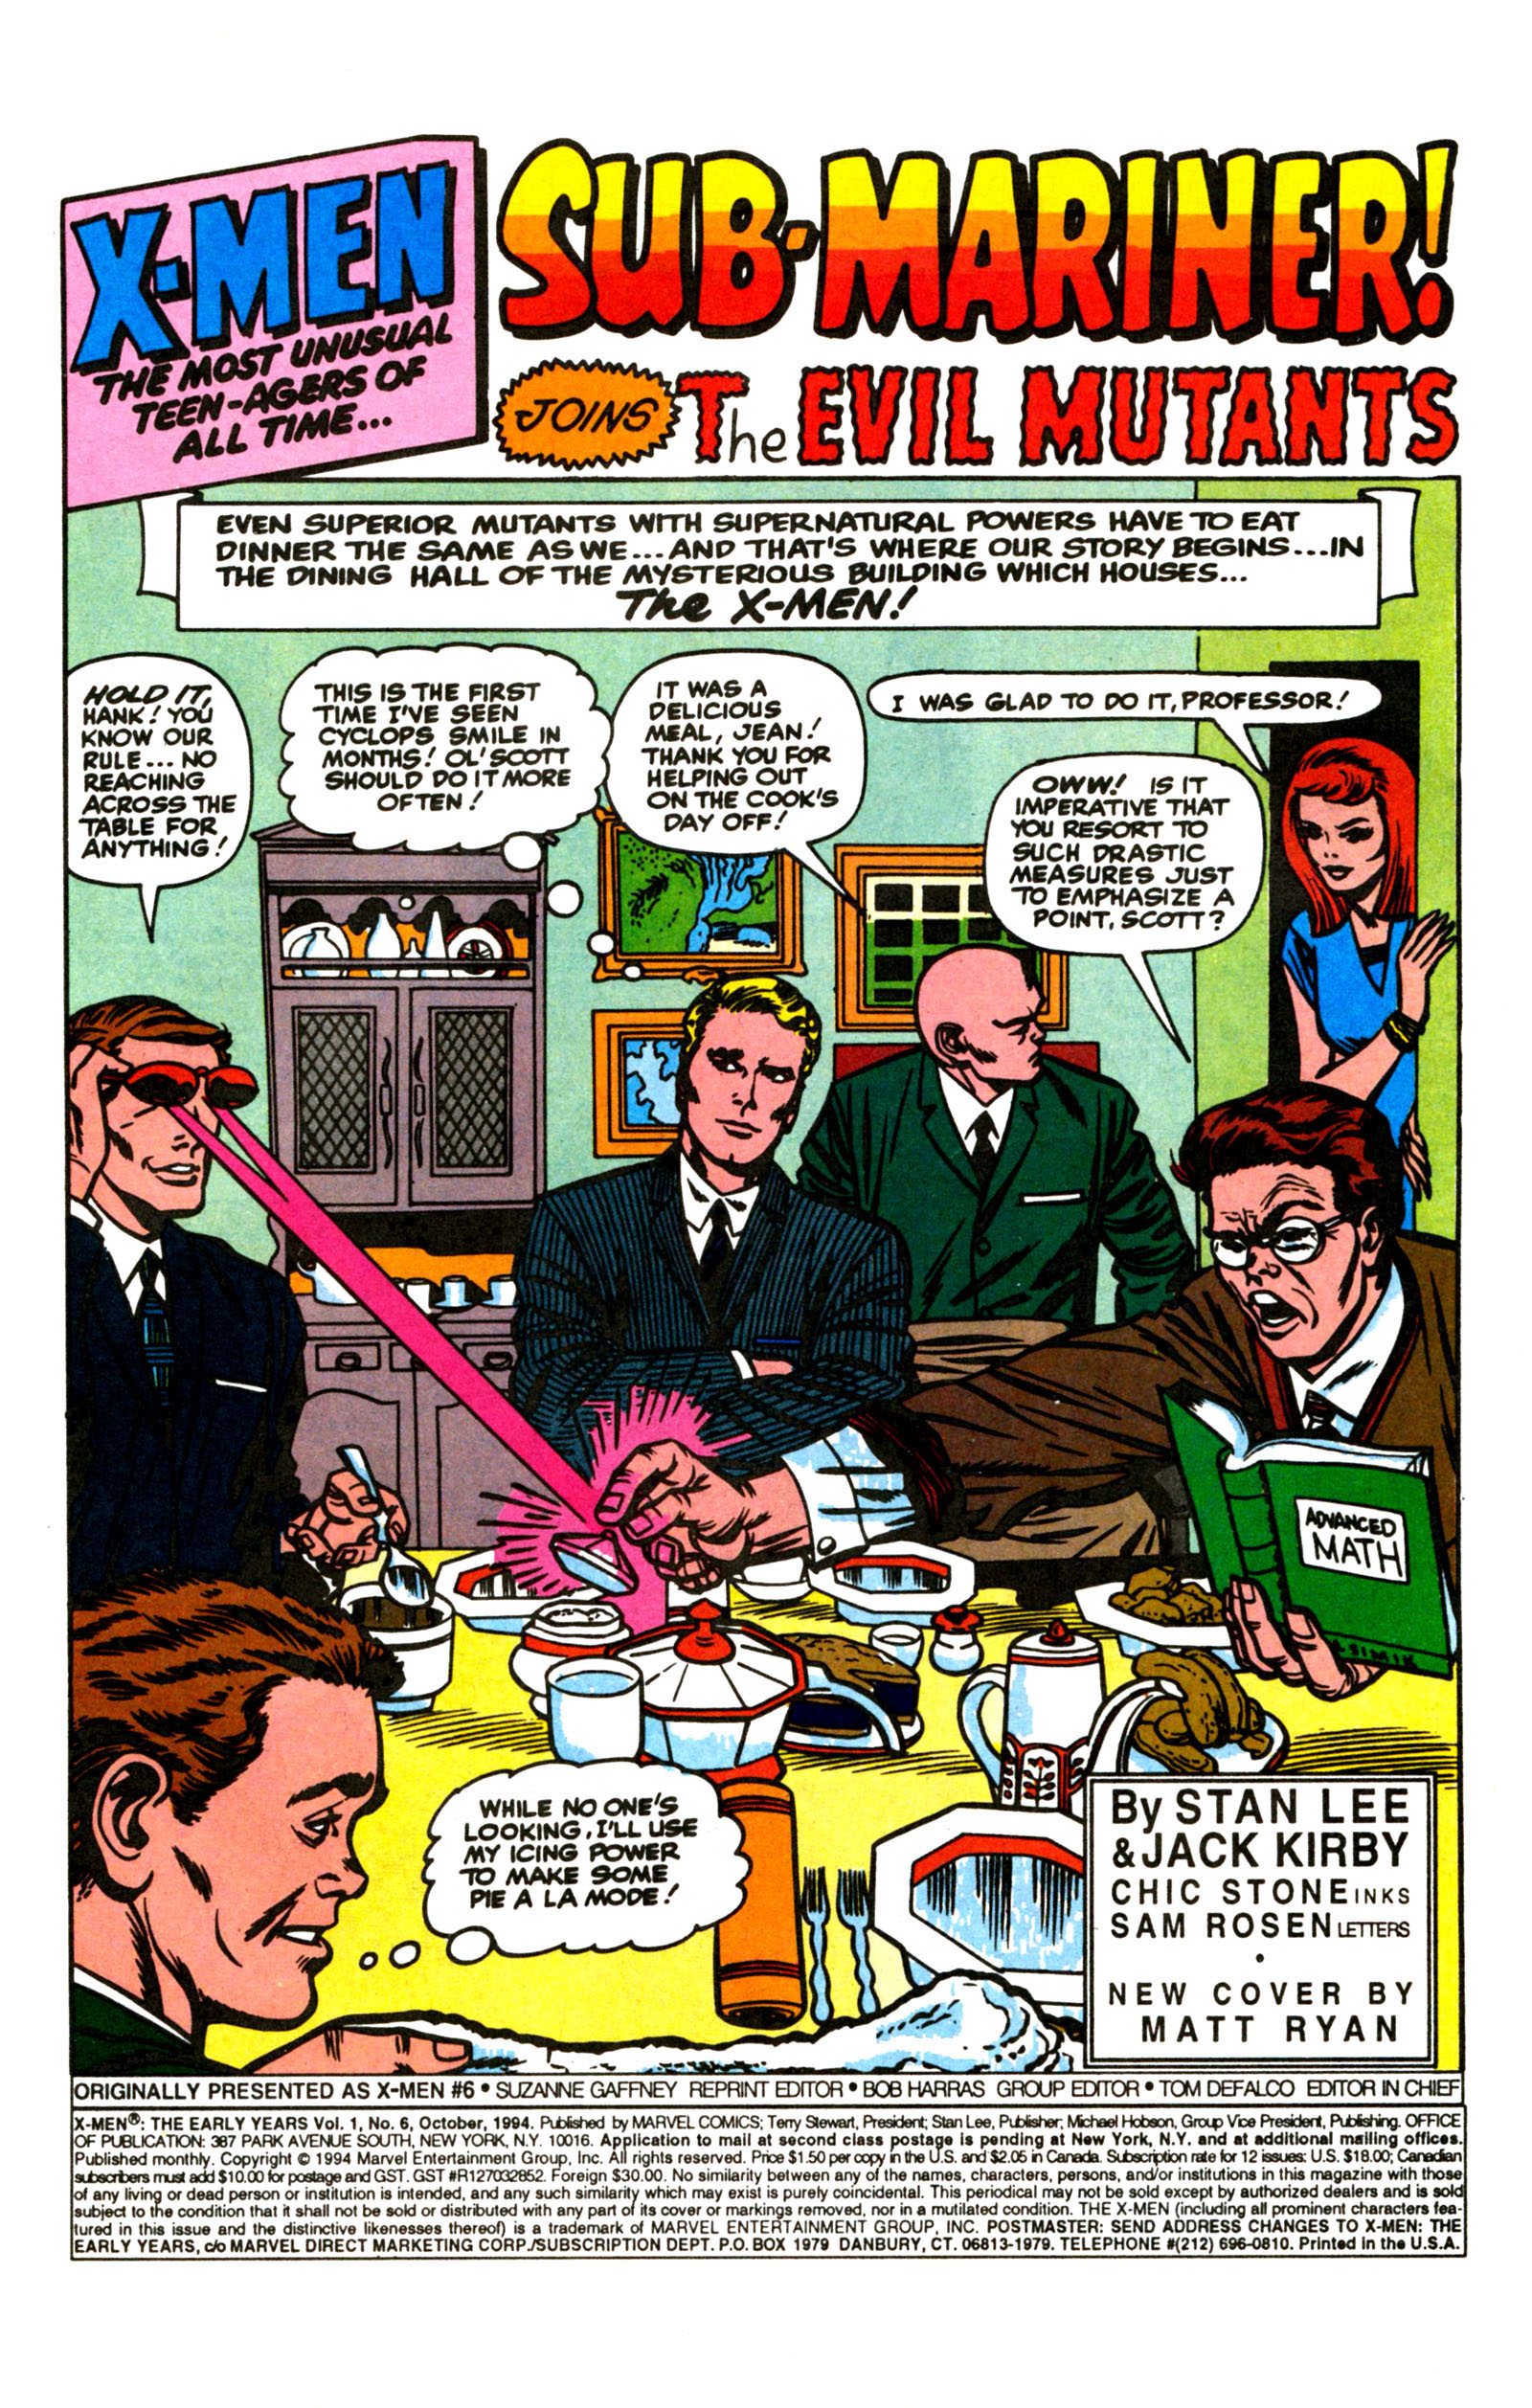 X-MEN
THE MOST UNUSUAL
TEEN-AGERS OF
ALL TIME...
SUB-MARINER!
JOINS The EVIL MUTANTS
EVEN SUPERIOR MUTANTS WITH SUPERNATURAL POWERS HAVE TO EAT
DINNER THE SAME AS WE... AND THAT'S WHERE OUR STORY BEGINS...IN
THE DINING HALL OF THE MYSTERIOUS BUILDING WHICH HOUSES...
The X-MEN!
HOLD IT,
HANK! YOU
KNOW OUR
RULE... NO
REACHING
ACROSS THE
TABLE FOR
ANYTHING!
THIS IS THE FIRST
TIME I'VE SEEN
CYCLOPS SMILE IN
MONTHS! OL' SCOTT
SHOULD DO IT MORE
OFTEN!
IT WAS A
DELICIOUS
MEAL, JEAN!
THANK YOU FOR
HELPING OUT
ON THE COOK'S
DAY OFF!
I WAS GLAD TO DO IT, PROFESSOR!
OWW! IS IT
IMPERATIVE THAT
YOU RESORT TO
SUCH DRASTIC
MEASURES JUST
TO EMPHASIZE A
POINT, SCOTT?
ADVANCED
MATH
WHILE NO ONE'S
LOOKING, I'LL USE
MY ICING POWER
TO MAKE SOME
PIE A LA MODE!
By STAN LEE
& JACK KIRBY
CHIC STONE INKS
SAM ROSEN LETTERS
•
NEW COVER BY
MATT RYAN
ORIGINALLY PRESENTED AS X-MEN #6 • SUZANNE GAFFNEY REPRINT EDITOR • BOB HARRAS GROUP EDITOR • TOM DEFALCO EDITOR IN CHIEF
X-MEN®: THE EARLY YEARS Vol. 1, No. 6, October, 1994. Published by MARVEL COMICS; Terry Stewart, President; Stan Lee, Publisher; Michael Hobson, Group Vice President, Publishing. OFFICE
OF PUBLICATION: 387 PARK AVENUE SOUTH, NEW YORK, N.Y. 10016. Application to mail at second class postage is pending at New York, N.Y. and at additional mailing offices.
Published monthly. Copyright © 1994 Marvel Entertainment Group, Inc. All rights reserved. Price $1.50 per copy in the U.S. and $2.05 in Canada. Subscription rate for 12 issues: U.S. $18.00; Canadian
subscribers must add $10.00 for postage and GST. GST #R127032852. Foreign $30.00. No similarity between any of the names, characters, persons, and/or institutions in this magazine with those
of any living or dead person or institution is intended, and any such similarity which may exist is purely coincidental. This periodical may not be sold except by authorized dealers and is sold
subject to the condition that it shall not be sold or distributed with any part of its cover or markings removed, nor in a mutilated condition. THE X-MEN (including all prominent characters fea-
tured in this issue and the distinctive likenesses thereof) is a trademark of MARVEL ENTERTAINMENT GROUP, INC. POSTMASTER: SEND ADDRESS CHANGES TO X-MEN: THE
EARLY YEARS, c/o MARVEL DIRECT MARKETING CORP./SUBSCRIPTION DEPT. P.O. BOX 1979 DANBURY, CT. 06813-1979. TELEPHONE #(212) 696-0810. Printed in the U.S.A.